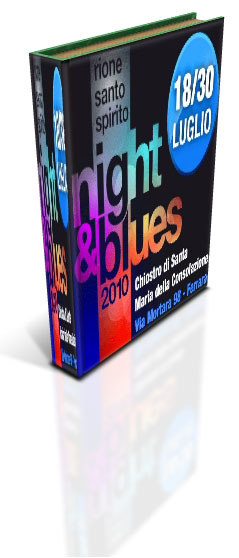 rione
santo
spirito
18/30
LUGLIO
night
&blues
2010
Chiostro di Santa
Maria della Consolazione
Via Mortara 98 - Ferrara